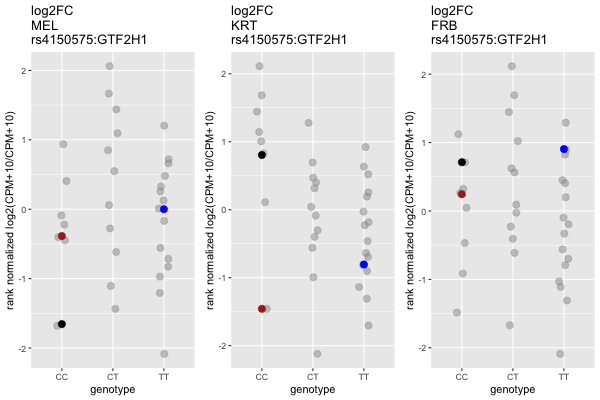 log2FC
MEL
rs4150575:GTF2H1
rank normalized log2(CPM+10/CPM+10)
2
1
0
-1
-2
CC
CT
TT
genotype
log2FC
KRT
rs4150575:GTF2H1
rank normalized log2(CPM+10/CPM+10)
2
1
0
-1
-2
CC
CT
TT
genotype
log2FC
FRB
rs4150575:GTF2H1
rank normalized log2(CPM+10/CPM+10)
2
1
0
-1
-2
CC
CT
TT
genotype